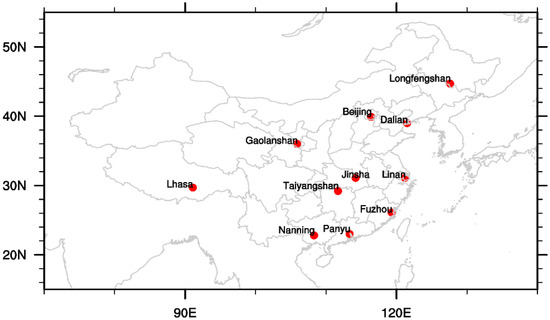 50N
Longfengshan
40N
Beijing
Dalian
Gaolanshan
30N
Lhasa
Taiyangshan
Jinsha
Linan
Fuzhou
Nanning
Panyu
20N
90E
120E